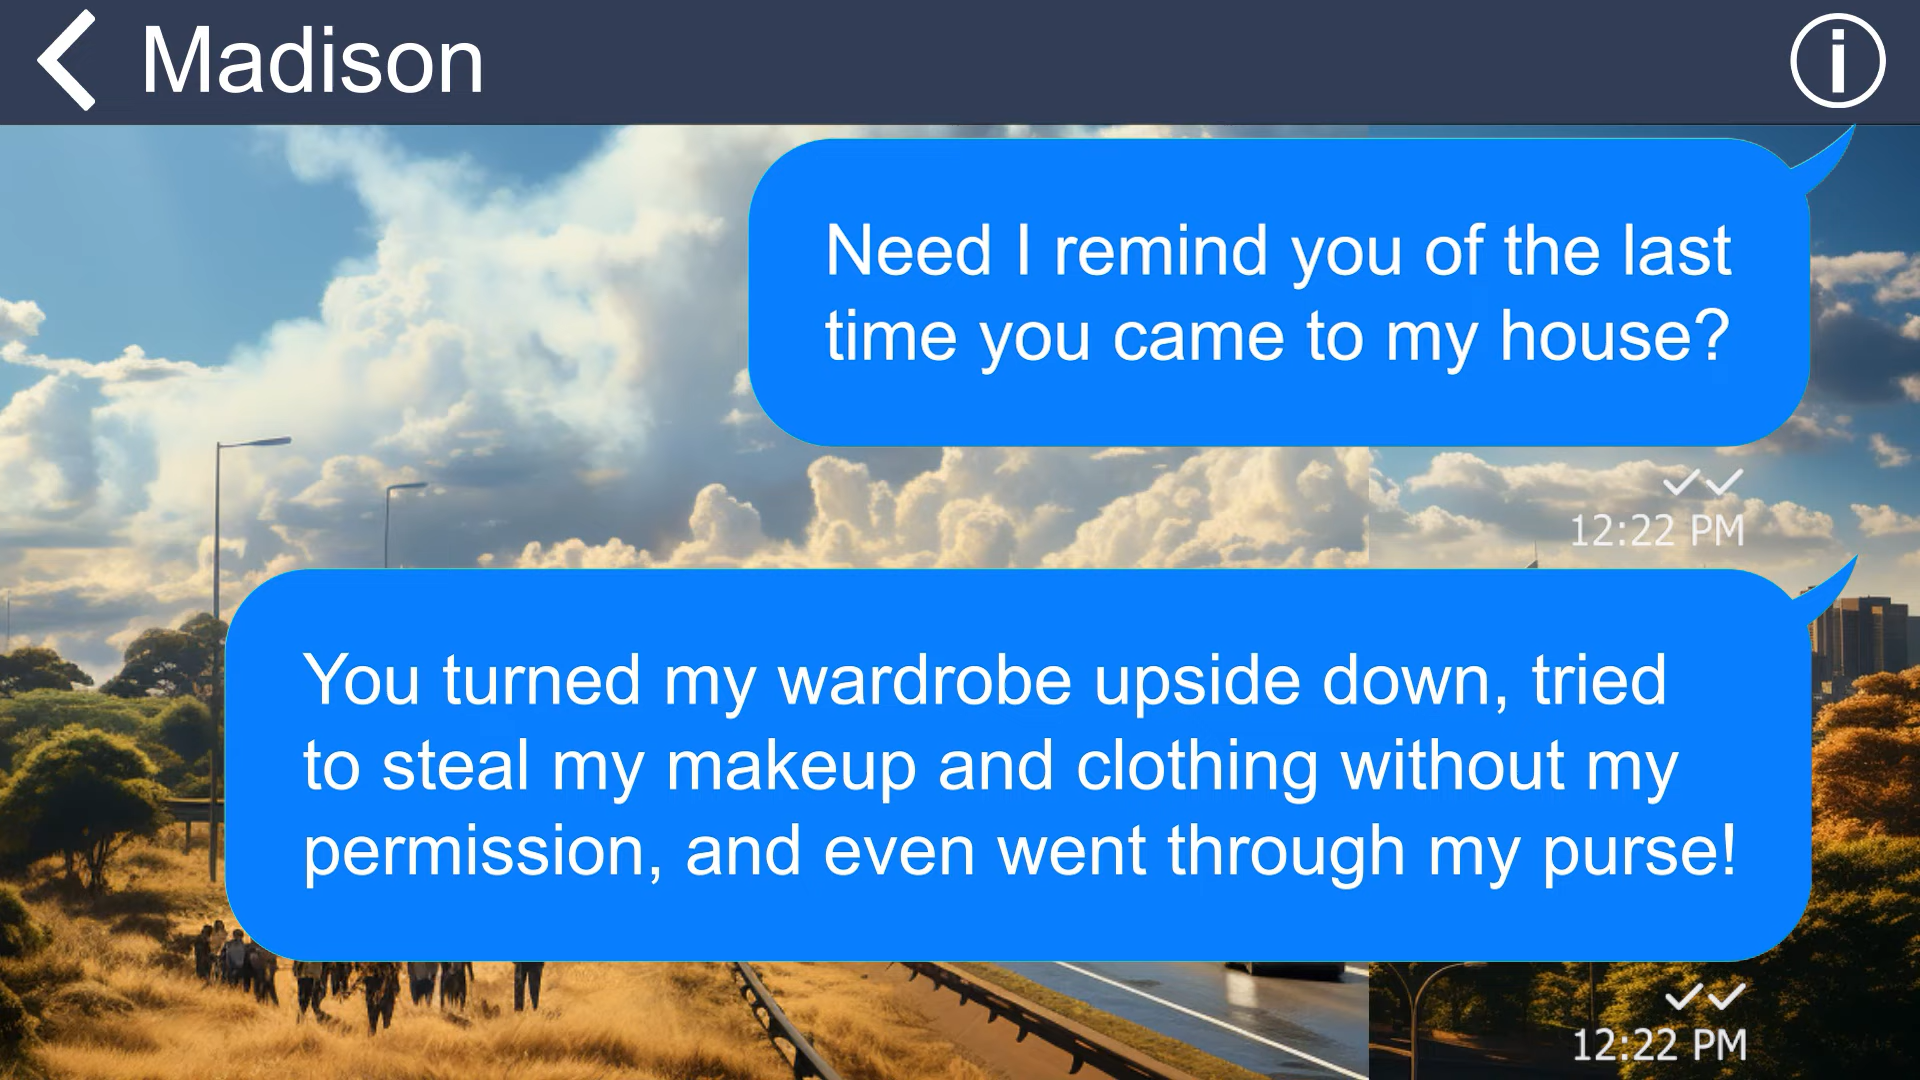 Madison
Need I remind you of the last
time you came to my house?
12:22 PM
You turned my wardrobe upside down, tried
to steal my makeup and clothing without my
permission, and even went through my purse!
12:22 PM